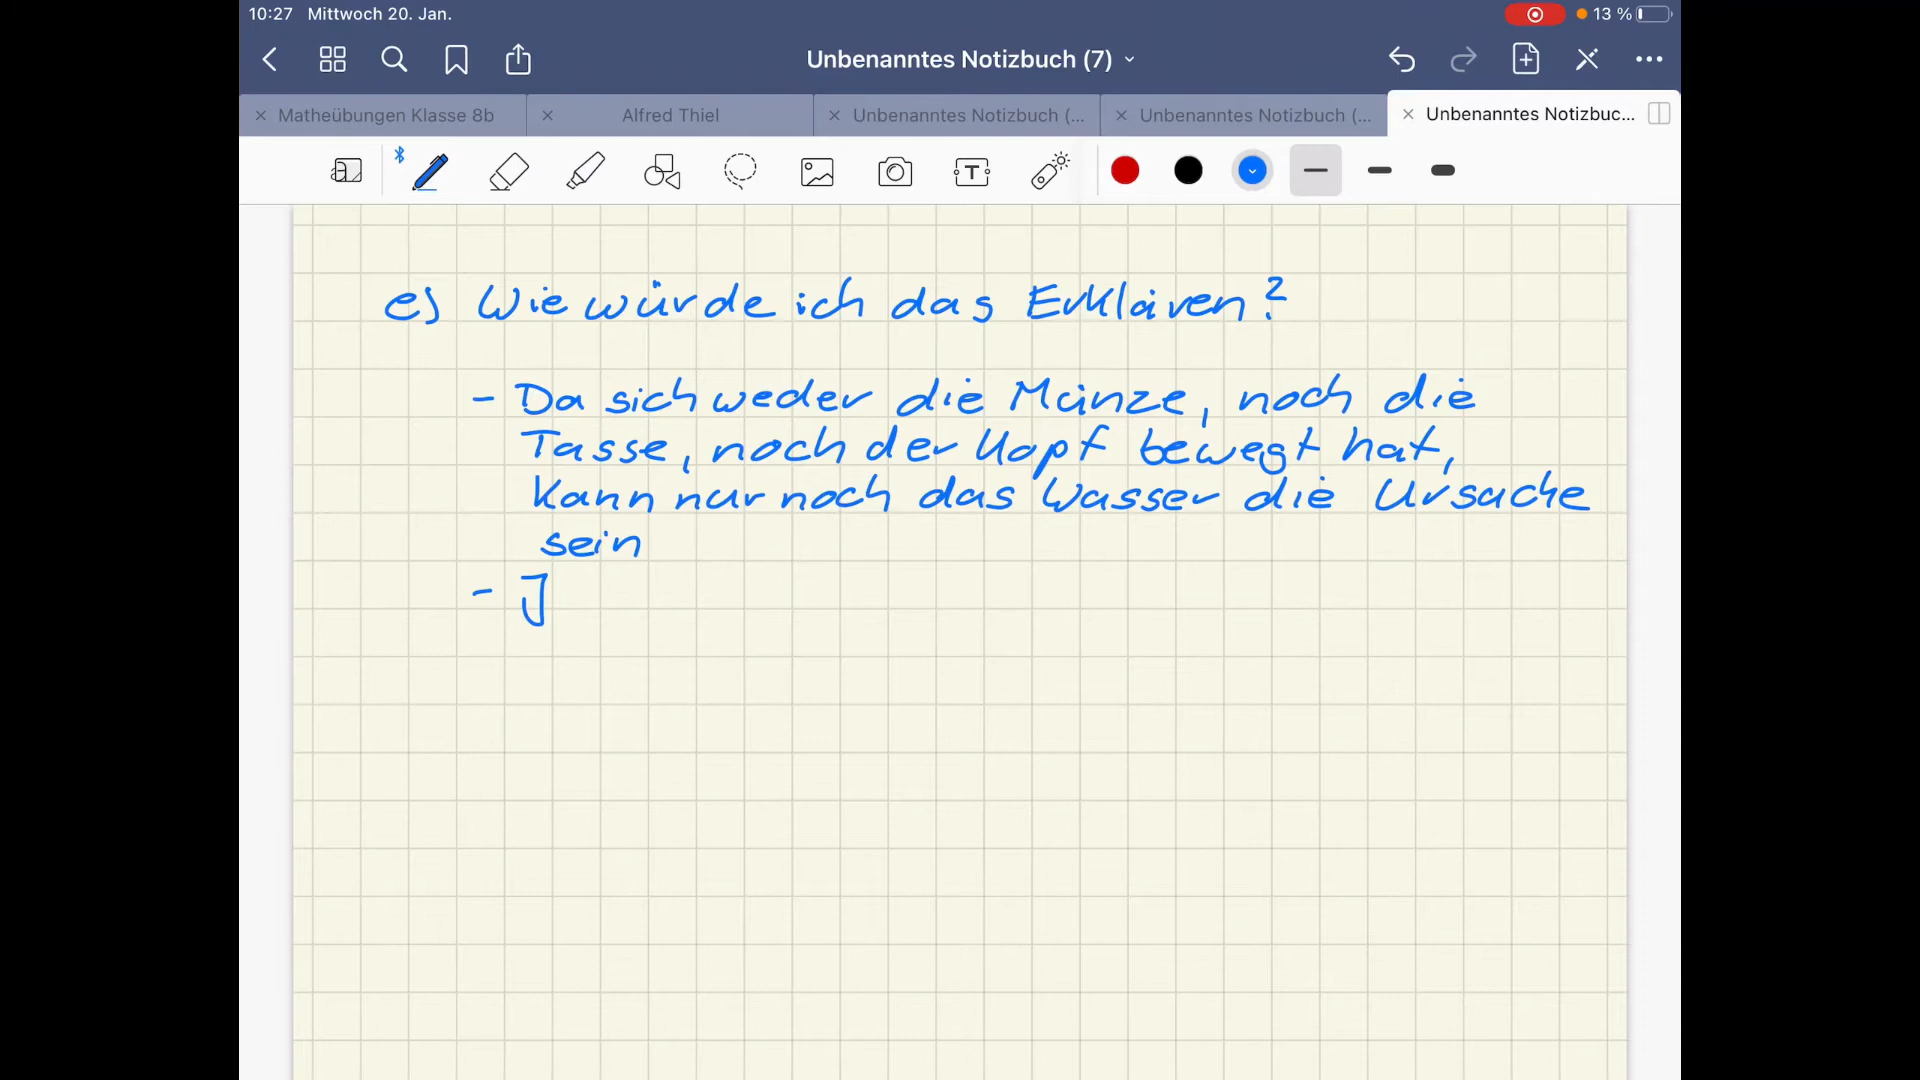 10:27 Mittwoch 20. Jan.
13 %
Unbenanntes Notizbuch (7)
Matheübungen Klasse 8b
Alfred Thiel
Unbenanntes Notizbuch (...
Unbenanntes Notizbuch (...
Unbenanntes Notizbuc...
e) Wie würde ich das Erklären?
- Da sich weder die Münze, noch die
Tasse, noch der Kopf bewegt hat,
kann nur noch das Wasser die Ursache
sein
- J